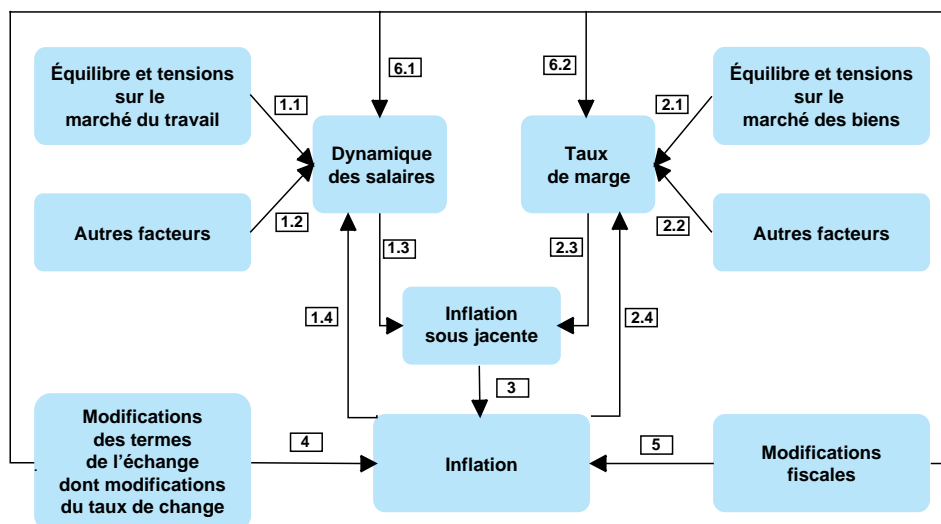 6.1
6.2
Équilibre et tensions
sur le
marché du travail
1.1
2.1
Équilibre et tensions
sur le
marché des biens
Dynamique
des salaires
Taux
de marge
Autres facteurs
1.2
2.2
Autres facteurs
1.3
2.3
1.4
Inflation
sous jacente
2.4
3
Modifications
des termes
de l’échange
dont modifications
du taux de change
4
Inflation
5
Modifications
fiscales